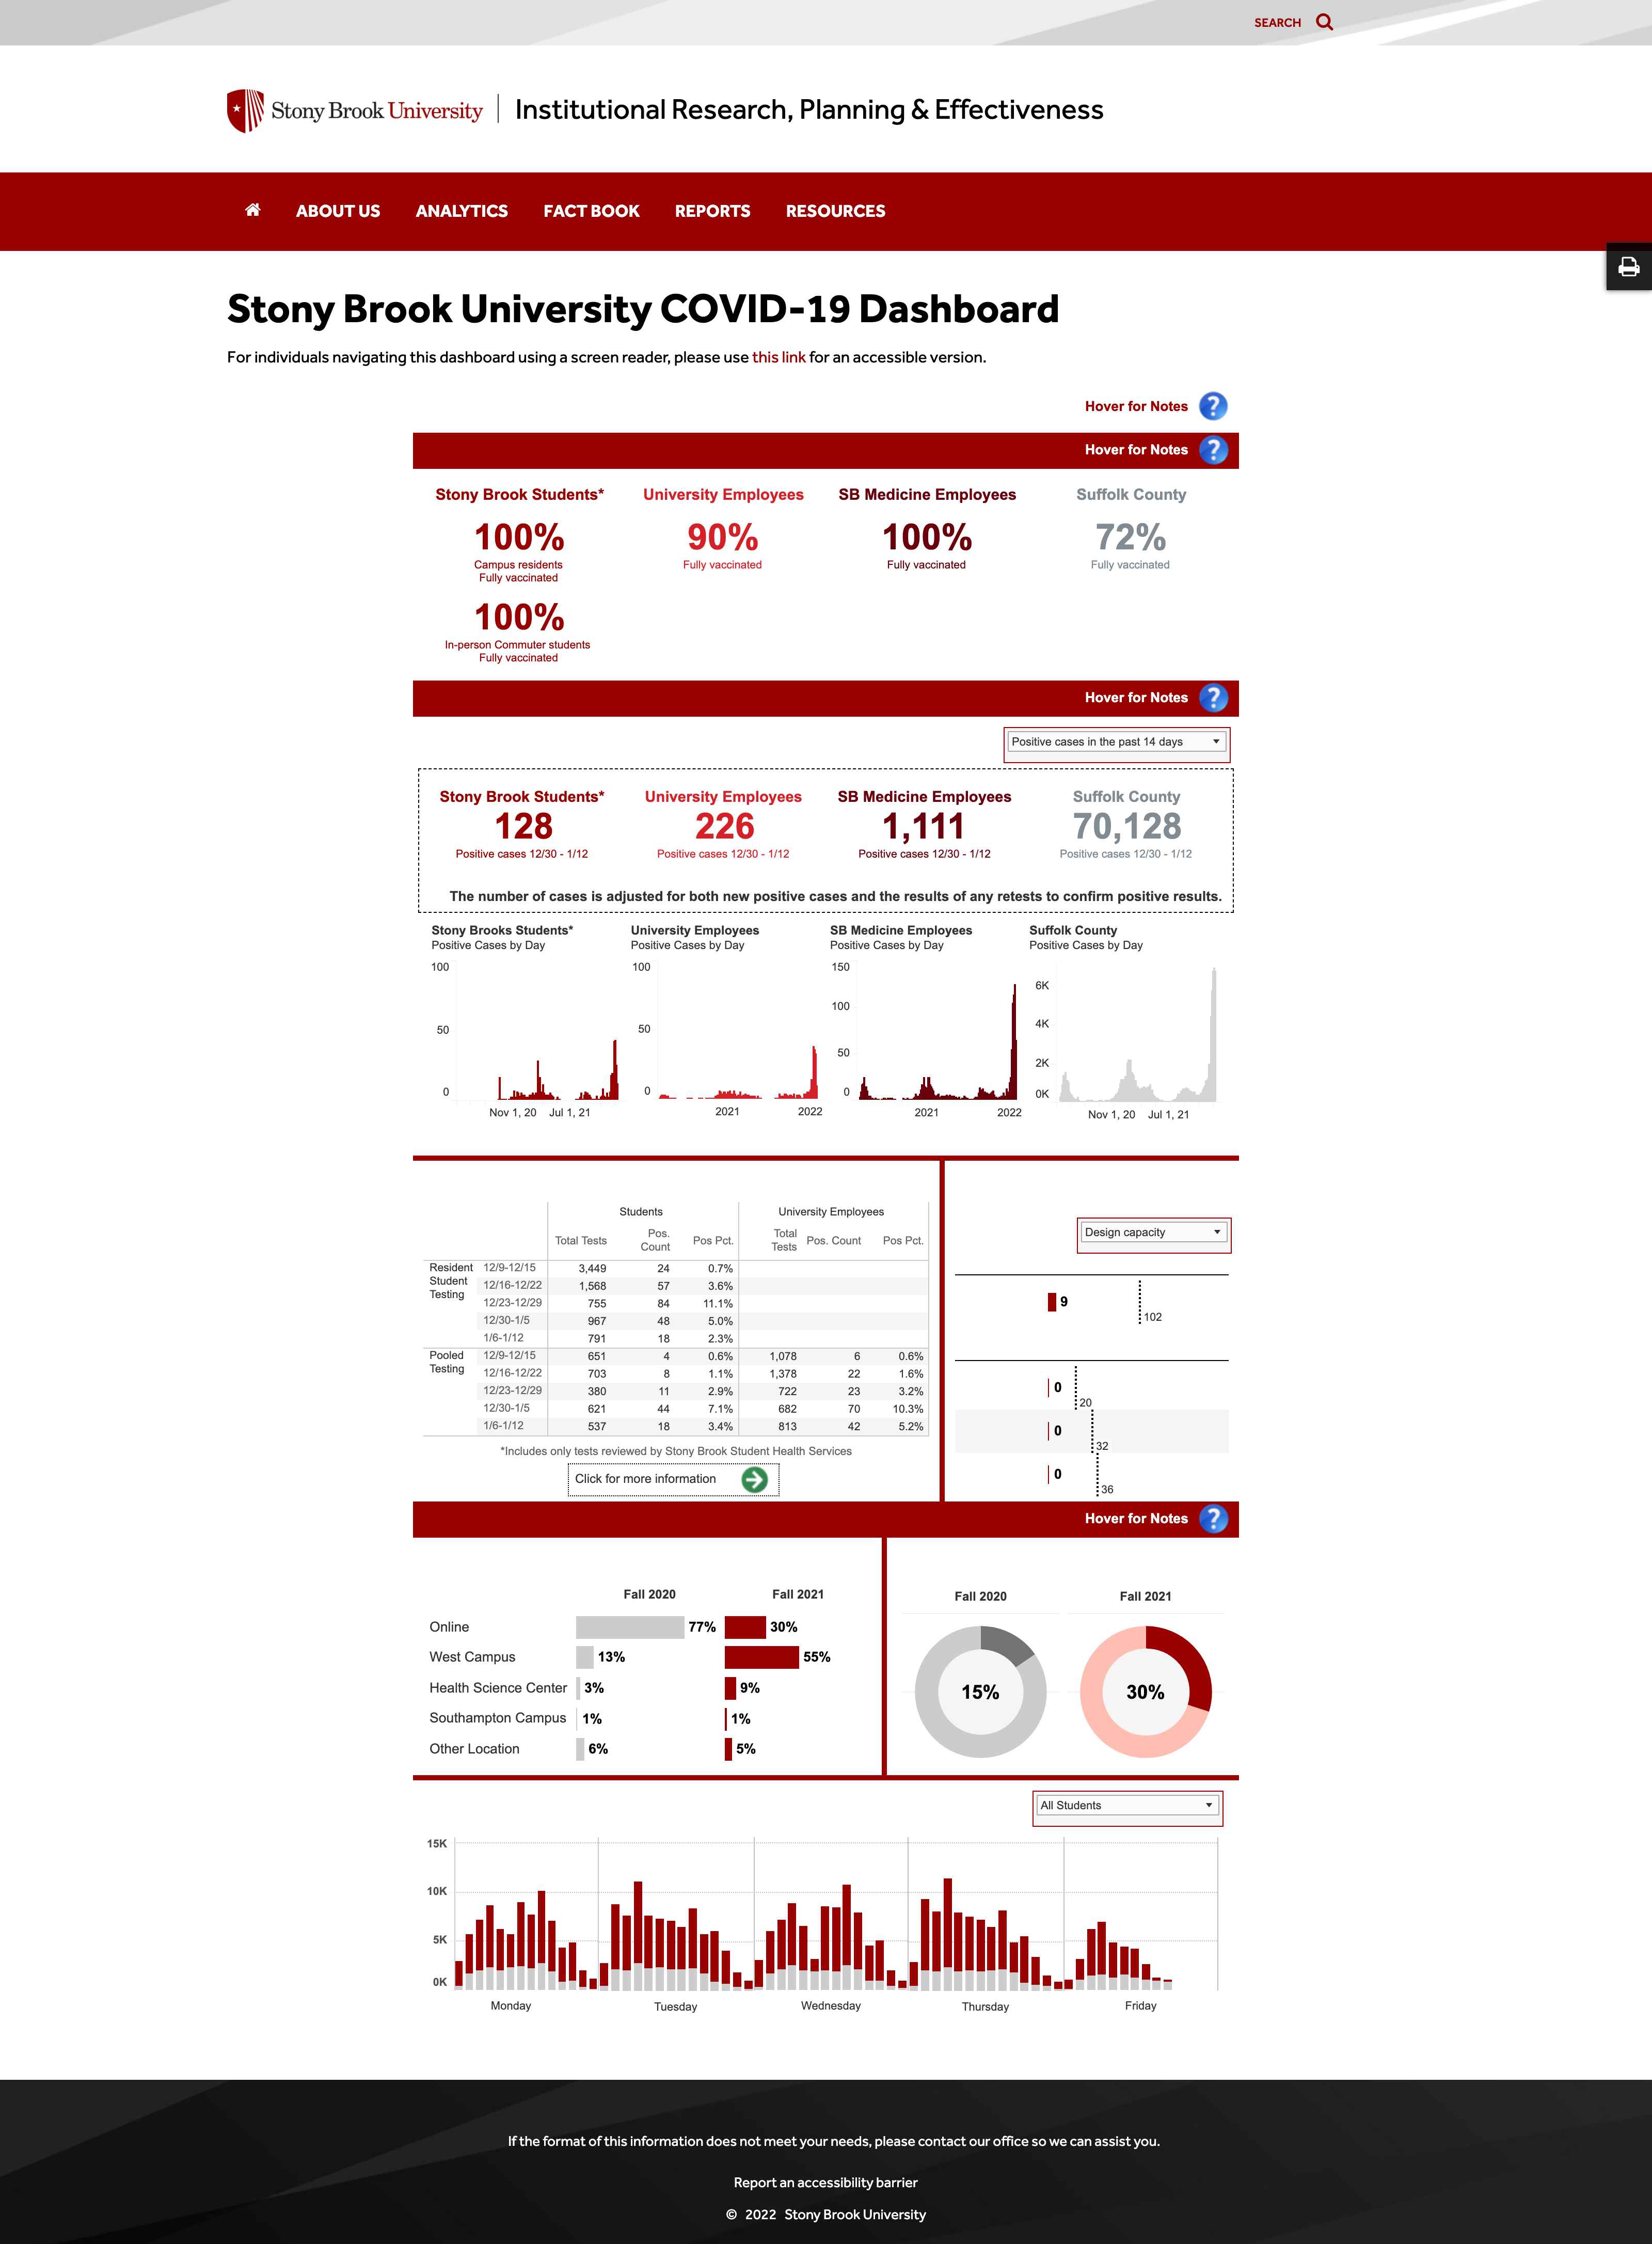 SEARCH
Stony Brook University | Institutional Research, Planning & Effectiveness
ABOUT US ANALYTICS FACT BOOK REPORTS RESOURCES
Stony Brook University COVID-19 Dashboard
For individuals navigating this dashboard using a screen reader, please use this link for an accessible version.
Hover for Notes ?
Hover for Notes ?
Stony Brook Students* University Employees SB Medicine Employees Suffolk County
100% 90% 100% 72%
Campus residents Fully vaccinated Fully vaccinated Fully vaccinated
Fully vaccinated
100%
In-person Commuter students
Fully vaccinated
Hover for Notes ?
Positive cases in the past 14 days
Stony Brook Students* University Employees SB Medicine Employees Suffolk County
128 226 1,111 70,128
Positive cases 12/30 - 1/12 Positive cases 12/30 - 1/12 Positive cases 12/30 - 1/12 Positive cases 12/30 - 1/12
The number of cases is adjusted for both new positive cases and the results of any retests to confirm positive results.
Stony Brooks Students* University Employees SB Medicine Employees Suffolk County
Positive Cases by Day Positive Cases by Day Positive Cases by Day Positive Cases by Day
100 100 150
6K
100
4K
50 50
50
2K
0 0 0 0K
Nov 1, 20 Jul 1, 21 2021 2022 2021 2022 Nov 1, 20 Jul 1, 21
Students University Employees
Total Tests Pos. Count Pos Pct. Total Tests Pos. Count Pos Pct.
Resident Student Testing 12/9-12/15 3,449 24 0.7%
12/16-12/22 1,568 57 3.6%
12/23-12/29 755 84 11.1%
12/30-1/5 967 48 5.0%
1/6-1/12 791 18 2.3%
Pooled Testing 12/9-12/15 651 4 0.6% 1,078 6 0.6%
12/16-12/22 703 8 1.1% 1,378 22 1.6%
12/23-12/29 380 11 2.9% 722 23 3.2%
12/30-1/5 621 44 7.1% 682 70 10.3%
1/6-1/12 537 18 3.4% 813 42 5.2%
*Includes only tests reviewed by Stony Brook Student Health Services
Click for more information
Design capacity
9
102
0
20
0
32
0
36
Hover for Notes ?
Fall 2020 Fall 2021
Online 77% 30%
West Campus 13% 55%
Health Science Center 3% 9%
Southampton Campus 1% 1%
Other Location 6% 5%
Fall 2020 Fall 2021
15% 30%
All Students
15K
10K
5K
0K
Monday Tuesday Wednesday Thursday Friday
If the format of this information does not meet your needs, please contact our office so we can assist you.
Report an accessibility barrier
© 2022 Stony Brook University